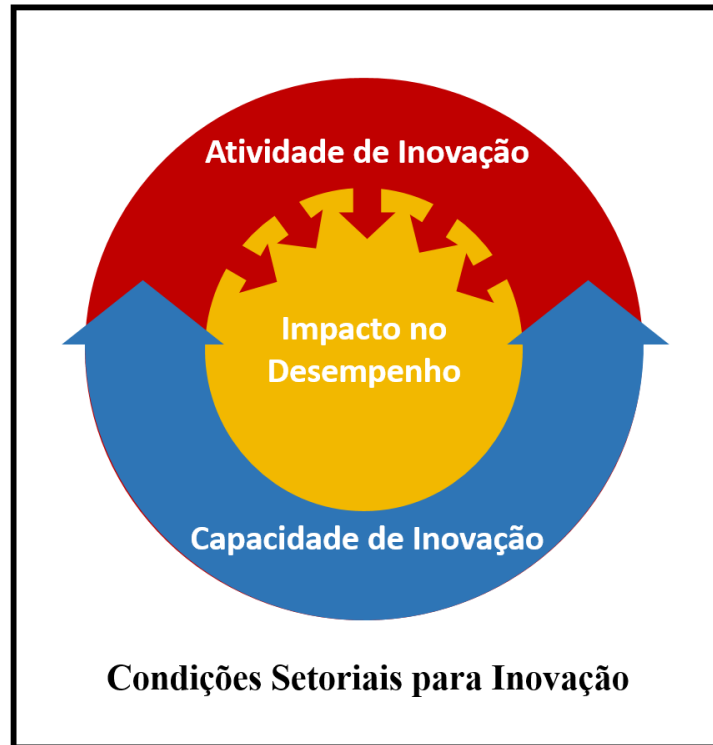 Atividade de Inovação
Impacto no
Desempenho
Capacidade de Inovação
Condições Setoriais para Inovação